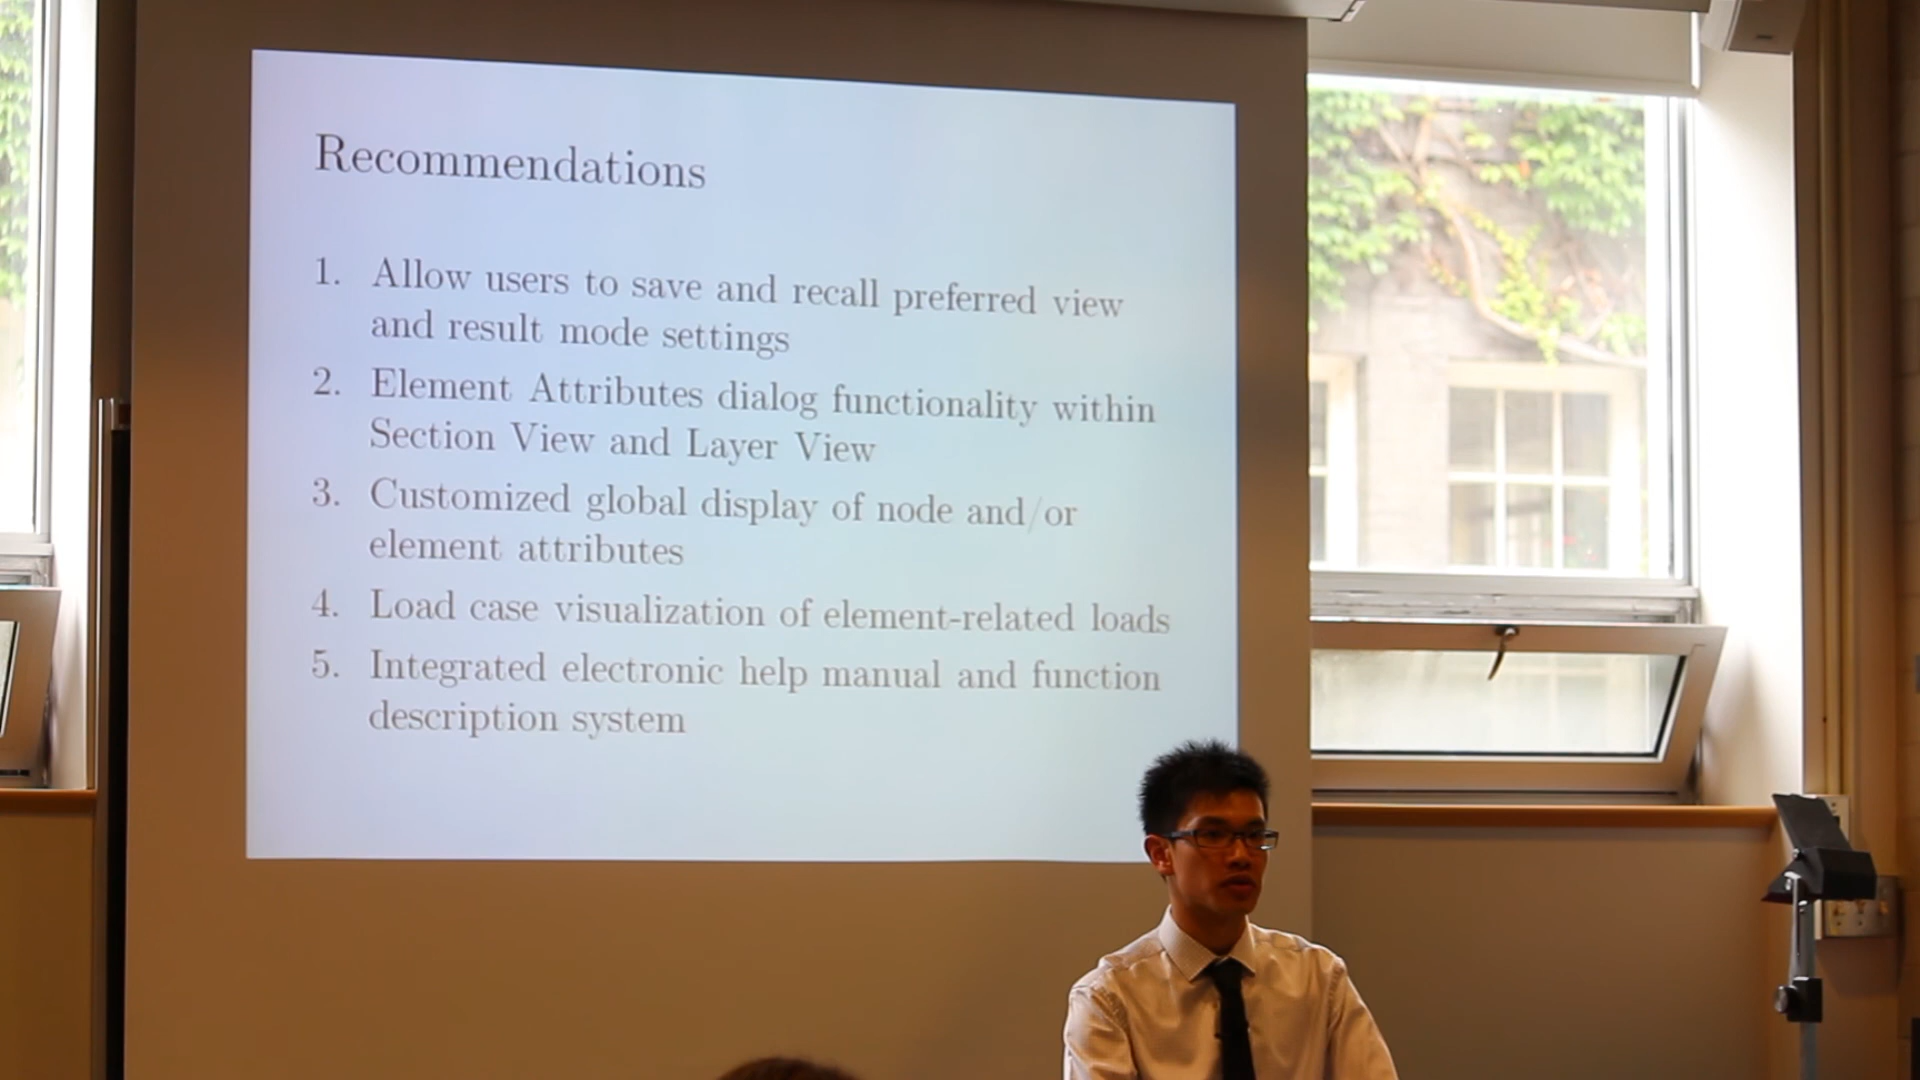 Recommendations
1. Allow users to save and recall preferred view
and result mode settings
2. Element Attributes dialog functionality within
Section View and Layer View
3. Customized global display of node and/or
element attributes
4. Load case visualization of element-related loads
5. Integrated electronic help manual and function
description system